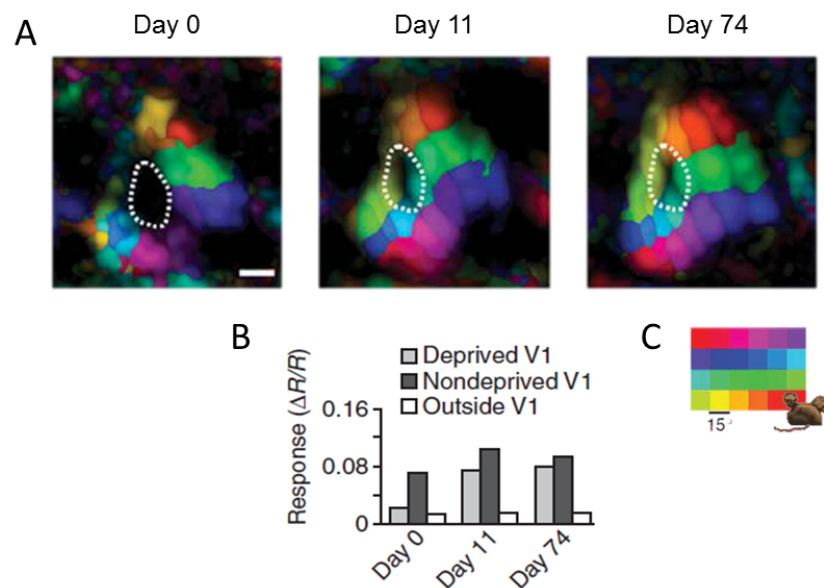 A
Day 0
Day 11
Day 74
B
Deprived V1
Nondeprived V1
Outside V1
Response (ΔR/R)
0.16
0.08
0
Day 0
Day 11
Day 74
C
15